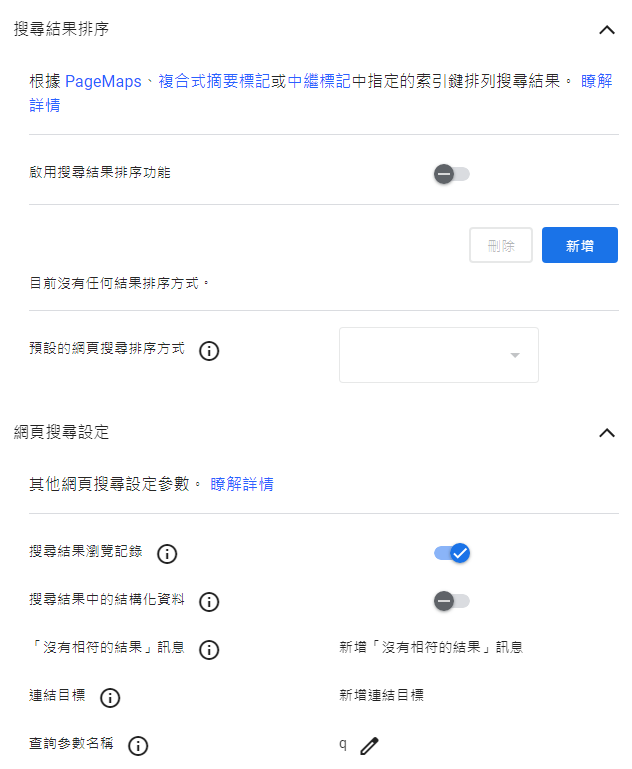 搜尋結果排序
根據 PageMaps、複合式摘要標記或中繼標記中指定的索引鍵排列搜尋結果。 瞭解
詳情
啟用搜尋結果排序功能
刪除
新增
目前沒有任何結果排序方式。
預設的網頁搜尋排序方式
網頁搜尋設定
其他網頁搜尋設定參數。 瞭解詳情
搜尋結果瀏覽記錄
搜尋結果中的結構化資料
「沒有相符的結果」訊息 新增「沒有相符的結果」訊息
連結目標 新增連結目標
查詢參數名稱 q